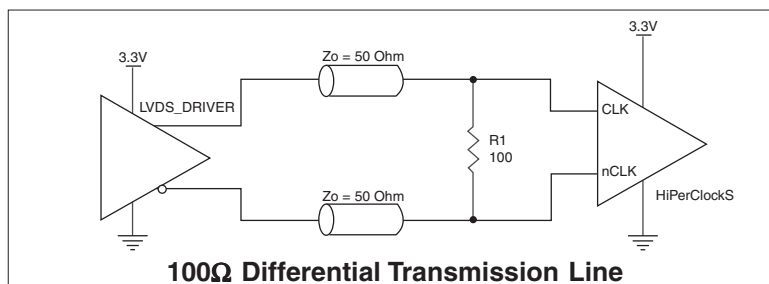 3.3V
LVDS_DRIVER
Zo = 50 Ohm
Zo = 50 Ohm
R1
100
3.3V
CLK
nCLK
HiPerClockS
100Ω Differential Transmission Line